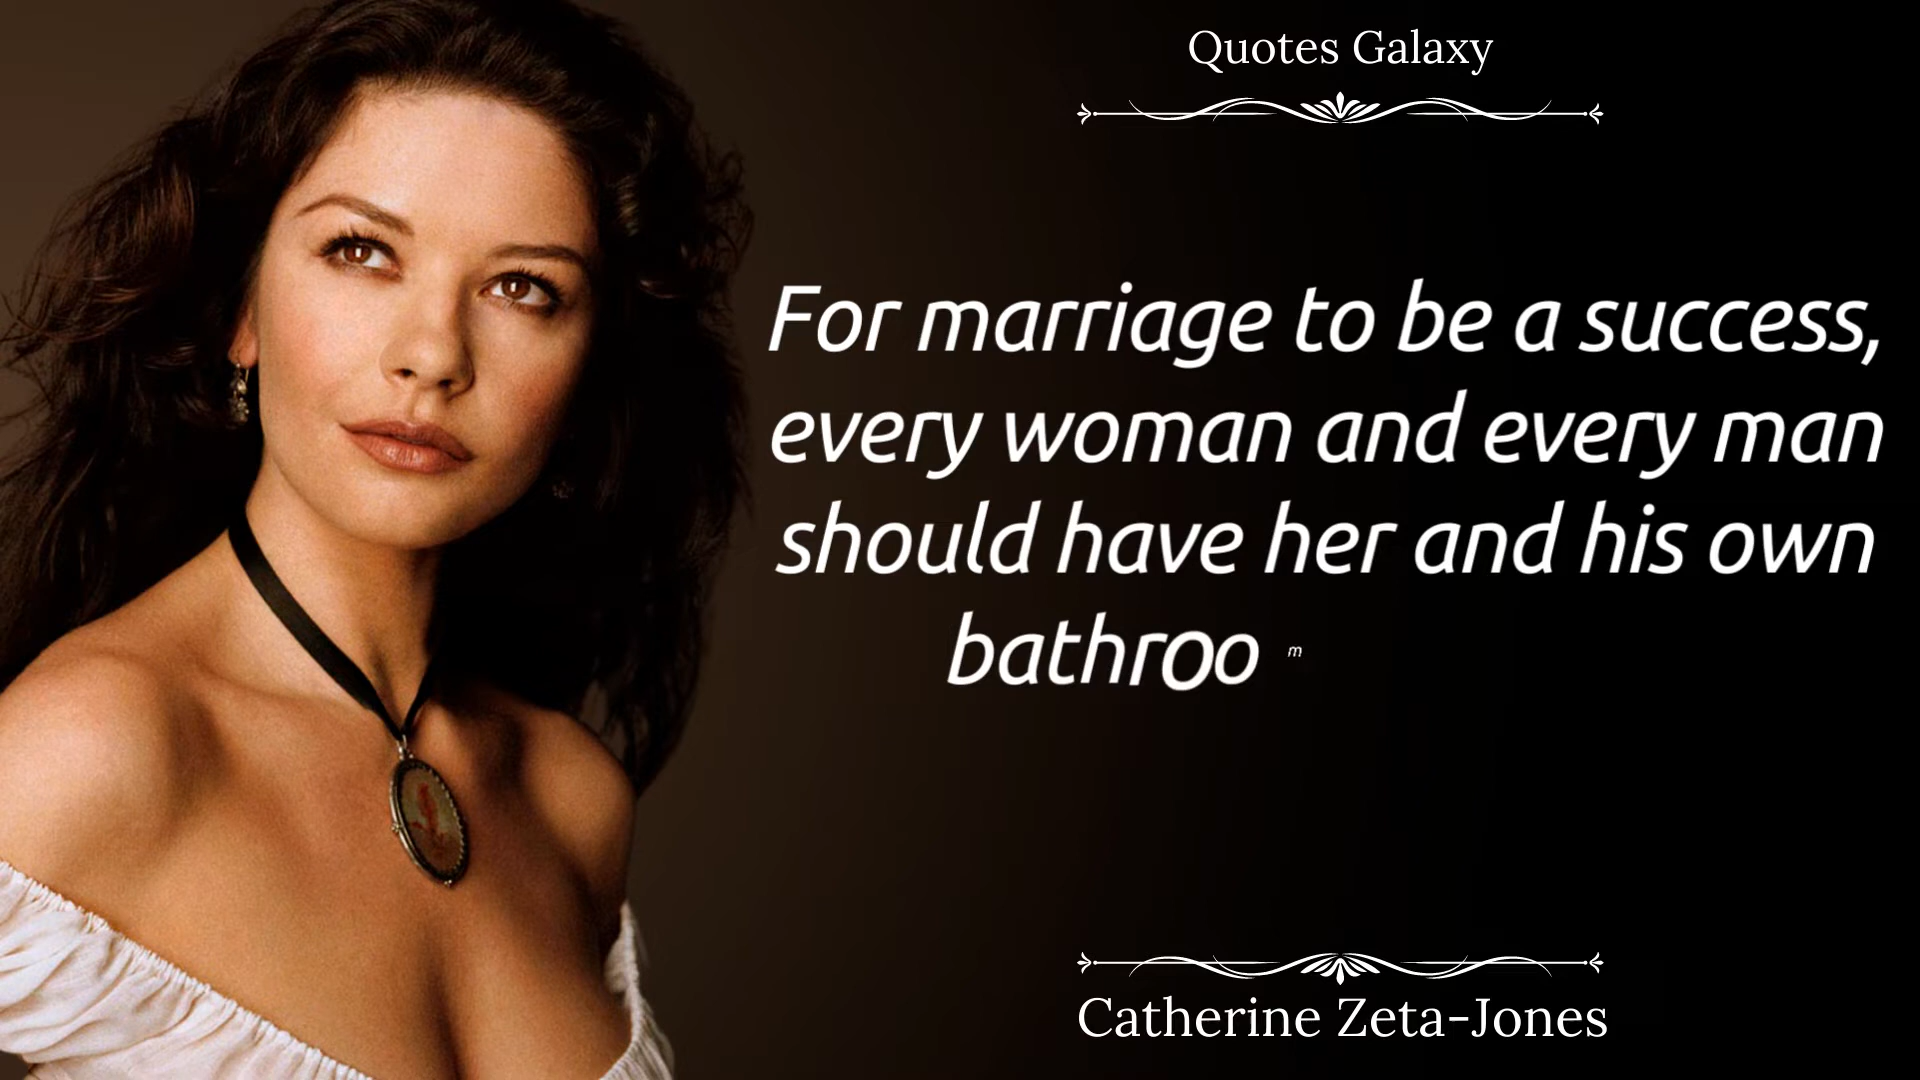 Quotes Galaxy
For marriage to be a success,
every woman and every man
should have her and his own
bathroo m
Catherine Zeta-Jones